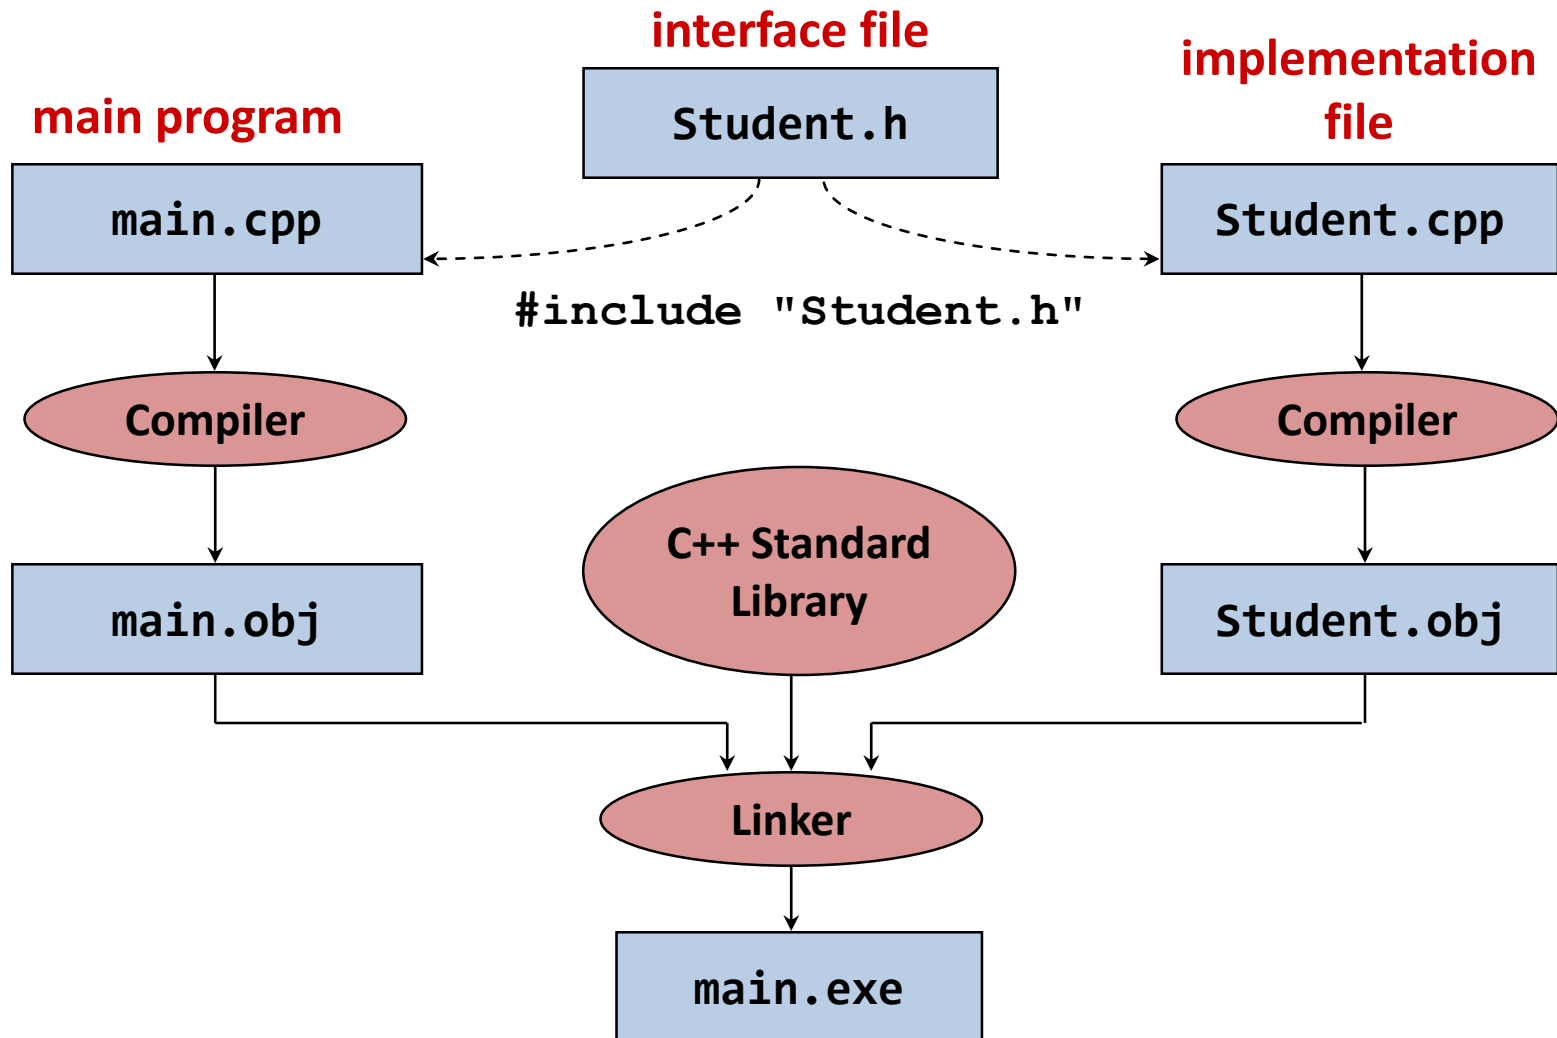 interface file
Student.h
implementation
file
main program
main.cpp
Student.cpp
#include "Student.h"
Compiler
Compiler
C++ Standard
Library
main.obj
Student.obj
Linker
main.exe